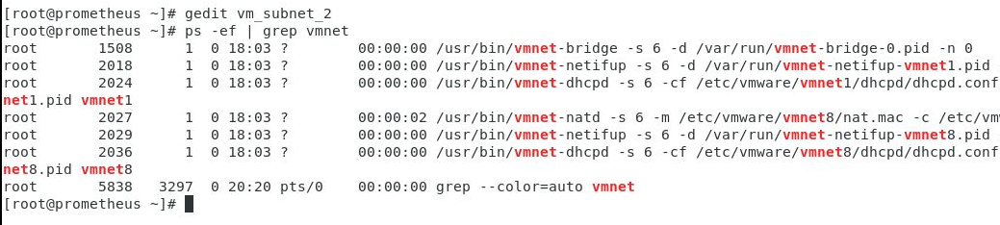 [root@prometheus ~]# gedit vm_subnet_2
[root@prometheus ~]# ps -ef | grep vmnet
root       1508      1  0 18:03 ?        00:00:00 /usr/bin/vmnet-bridge -s 6 -d /var/run/vmnet-bridge-0.pid -n 0
root       2018      1  0 18:03 ?        00:00:00 /usr/bin/vmnet-netifup -s 6 -d /var/run/vmnet-netifup-vmnet1.pid
root       2024      1  0 18:03 ?        00:00:00 /usr/bin/vmnet-dhcpd -s 6 -cf /etc/vmware/vmnet1/dhcpd/dhcpd.conf
net1.pid vmnet1
root       2027      1  0 18:03 ?        00:00:02 /usr/bin/vmnet-natd -s 6 -m /etc/vmware/vmnet8/nat.mac -c /etc/vm
root       2029      1  0 18:03 ?        00:00:00 /usr/bin/vmnet-netifup -s 6 -d /var/run/vmnet-netifup-vmnet8.pid
root       2036      1  0 18:03 ?        00:00:00 /usr/bin/vmnet-dhcpd -s 6 -cf /etc/vmware/vmnet8/dhcpd/dhcpd.conf
net8.pid vmnet8
root       5838   3297  0 20:20 pts/0    00:00:00 grep --color=auto vmnet
[root@prometheus ~]#